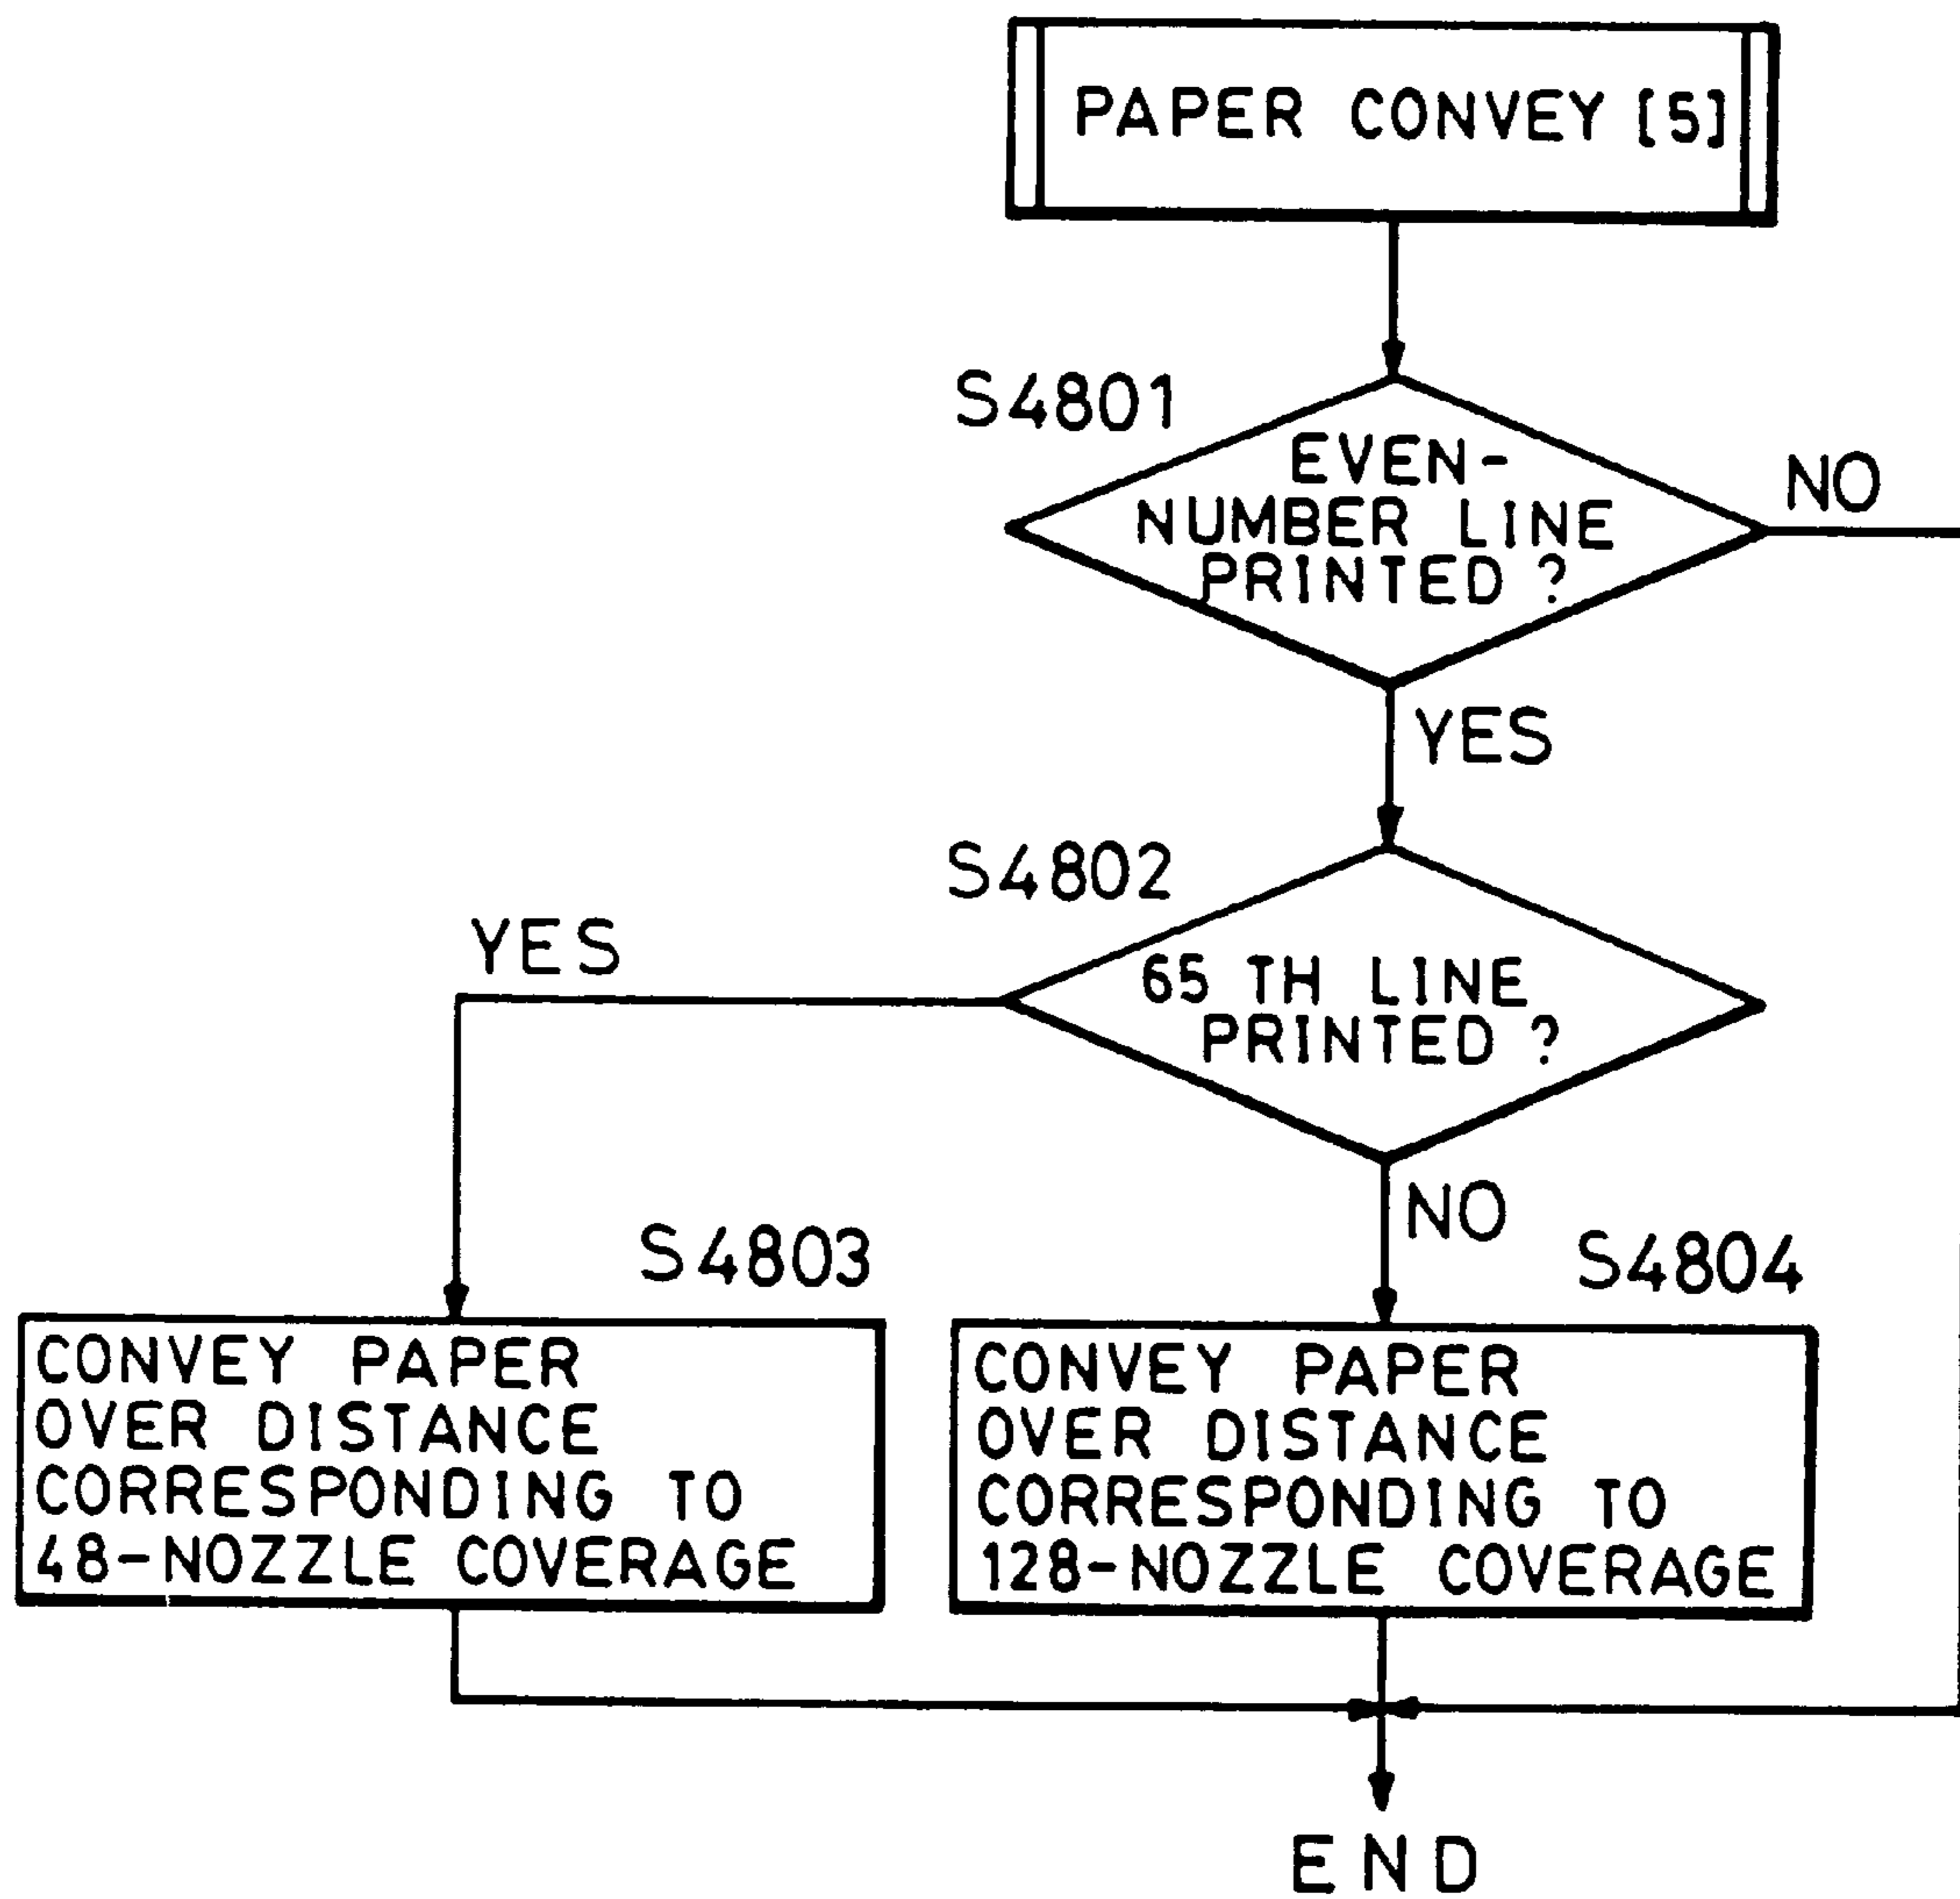 PAPER CONVEY [5]
S4801
EVEN-
NUMBER LINE
PRINTED ?
NO
YES
S4802
65 TH LINE
PRINTED ?
YES
NO
S4803
S4804
CONVEY PAPER
OVER DISTANCE
CORRESPONDING TO
48-NOZZLE COVERAGE
CONVEY PAPER
OVER DISTANCE
CORRESPONDING TO
128-NOZZLE COVERAGE
END